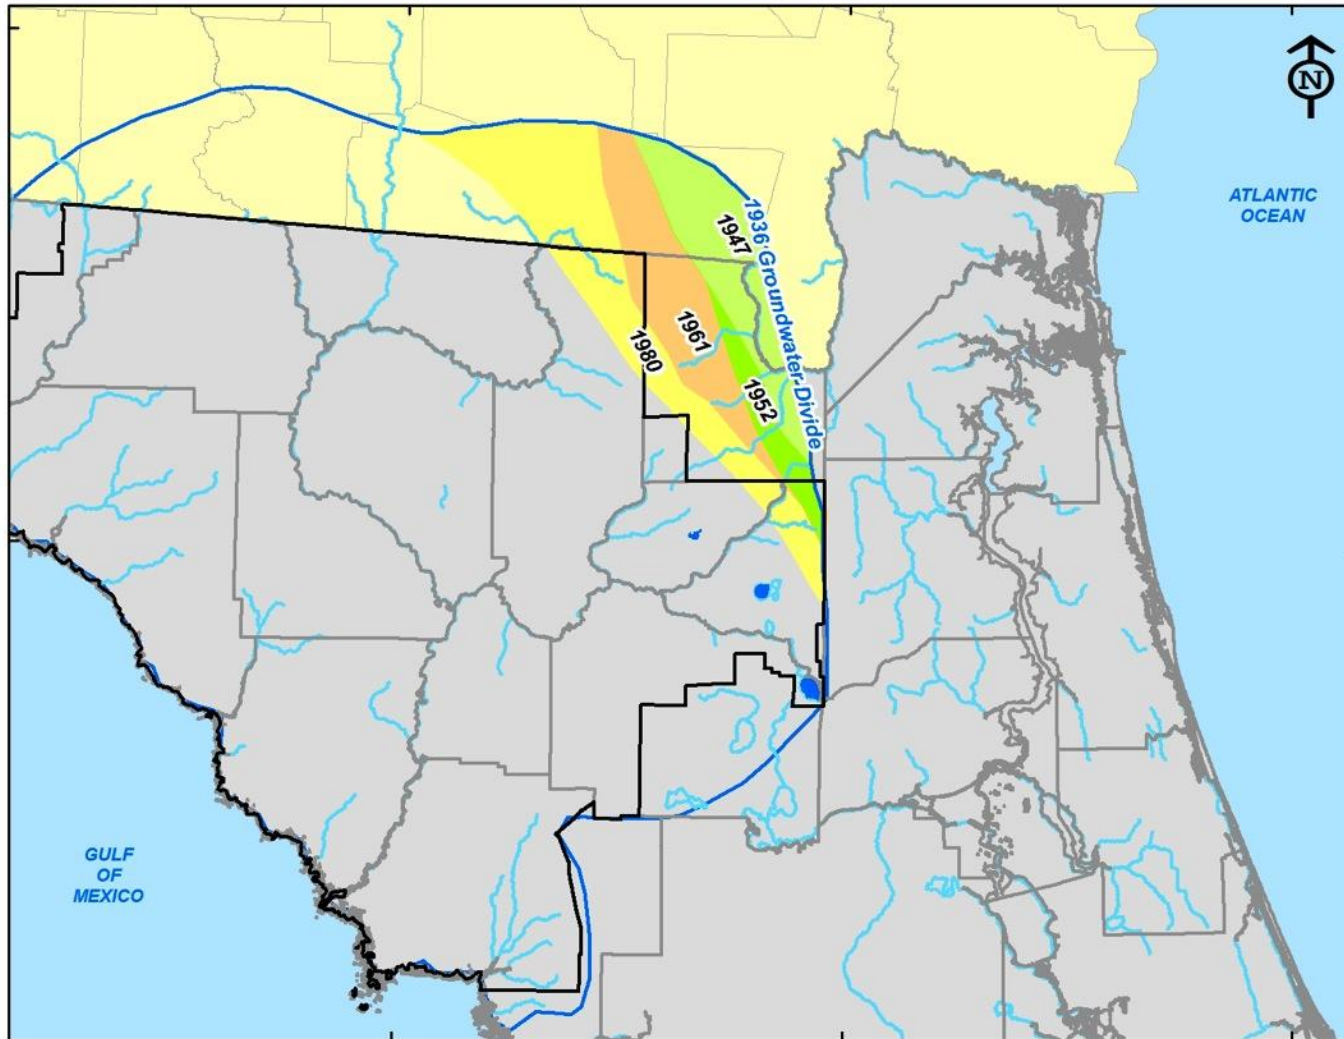 N
ATLANTIC
OCEAN
1936 Groundwater Divide
1947
1961
1980
1952
GULF
OF
MEXICO